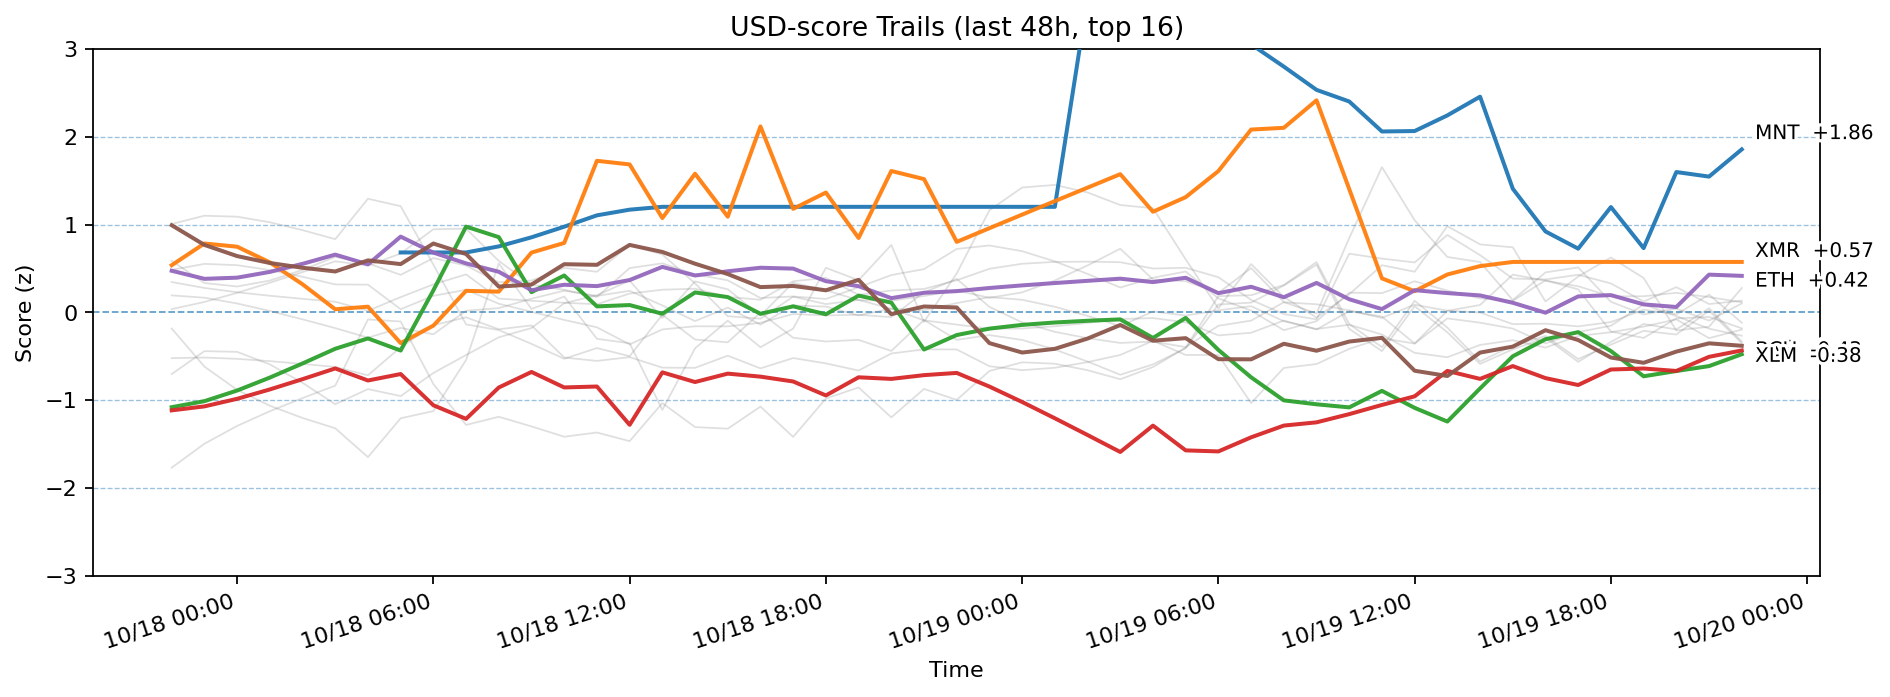 USD-score Trails (last 48h, top 16)
Score (z)
3
2
1
0
−1
−2
−3
MNT +1.86
XMR +0.57
ETH +0.42
XLM −0.38
10/18 00:00
10/18 06:00
10/18 12:00
10/18 18:00
10/19 00:00
10/19 06:00
10/19 12:00
10/19 18:00
10/20 00:00
Time